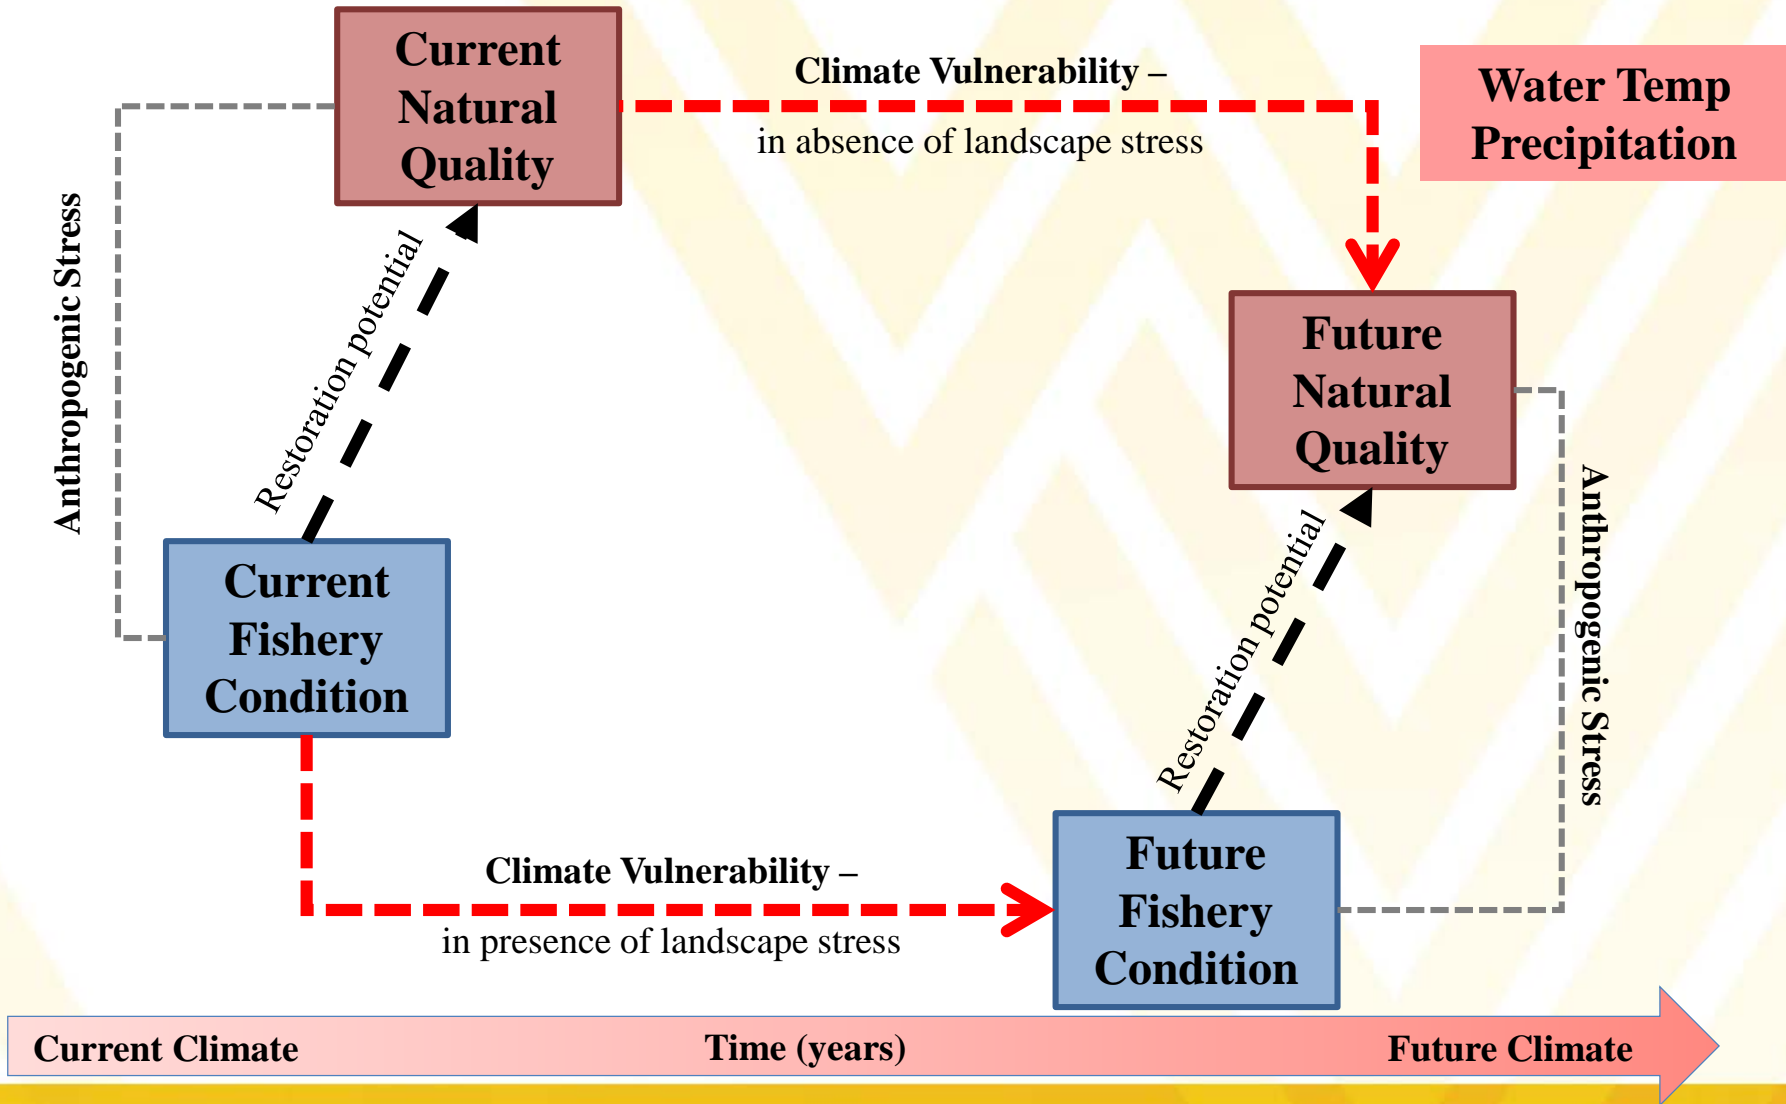 Current
Natural
Quality
Climate Vulnerability –
in absence of landscape stress
Water Temp
Precipitation
Anthropogenic Stress
Restoration potential
Future
Natural
Quality
Current
Fishery
Condition
Restoration potential
Anthropogenic Stress
Climate Vulnerability –
in presence of landscape stress
Future
Fishery
Condition
Current Climate
Time (years)
Future Climate